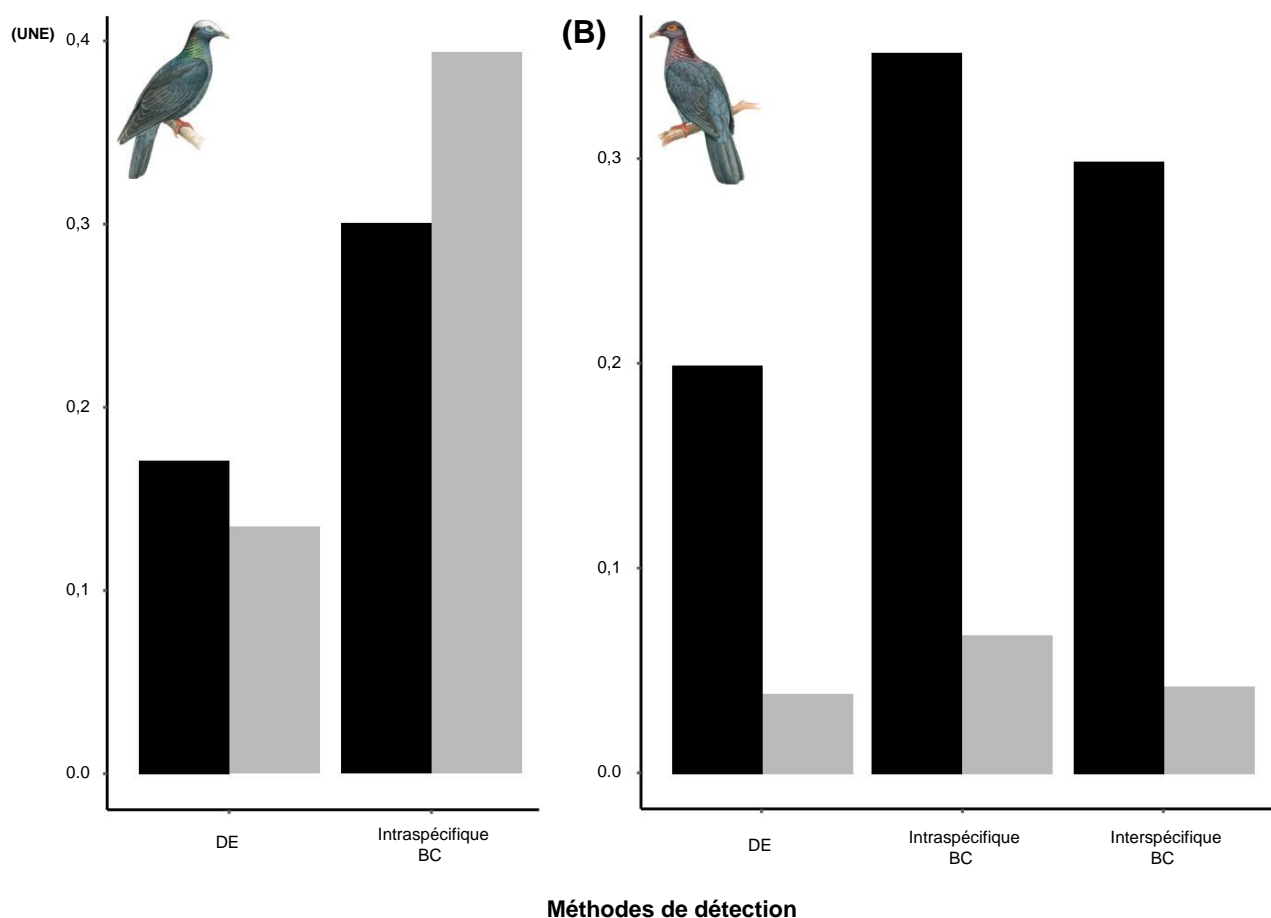 (UNE)
0,4
0,3
0,2
0,1
0.0
DE
Intraspécifique
BC
(B)
0,3
0,2
0,1
0.0
DE
Intraspécifique
BC
Interspécifique
BC
Méthodes de détection